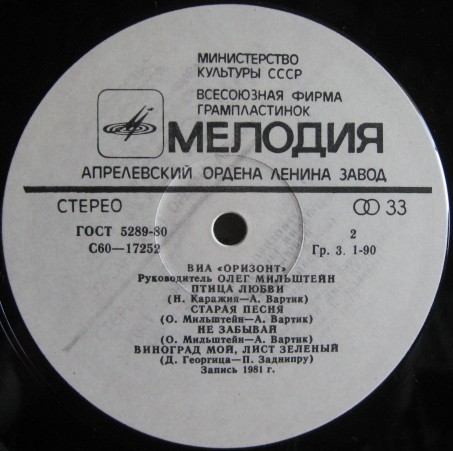 МИНИСТЕРСТВО
КУЛЬТУРЫ СССР
ВСЕСОЮЗНАЯ ФИРМА
ГРАМПЛАСТИНОК
МЕЛОДИЯ
АПРЕЛЕВСКИЙ ОРДЕНА ЛЕНИНА ЗАВОД
СТЕРЕО 33
ГОСТ 5289-80 2
С60—17252 Гр. 3. 1-90
ВИА «ОРИЗОНТ»
Руководитель ОЛЕГ МИЛЬШТЕЙН
ПТИЦА ЛЮБВИ
(Н. Каражия—А. Вартик)
СТАРАЯ ПЕСНЯ
(О. Мильштейн—А. Вартик)
НЕ ЗАБЫВАЙ
(О. Мильштейн—А. Вартик)
ВИНОГРАД МОЙ, ЛИСТ ЗЕЛЕНЫЙ
(Д. Георгица—П. Заднипру)
Запись 1981 г.